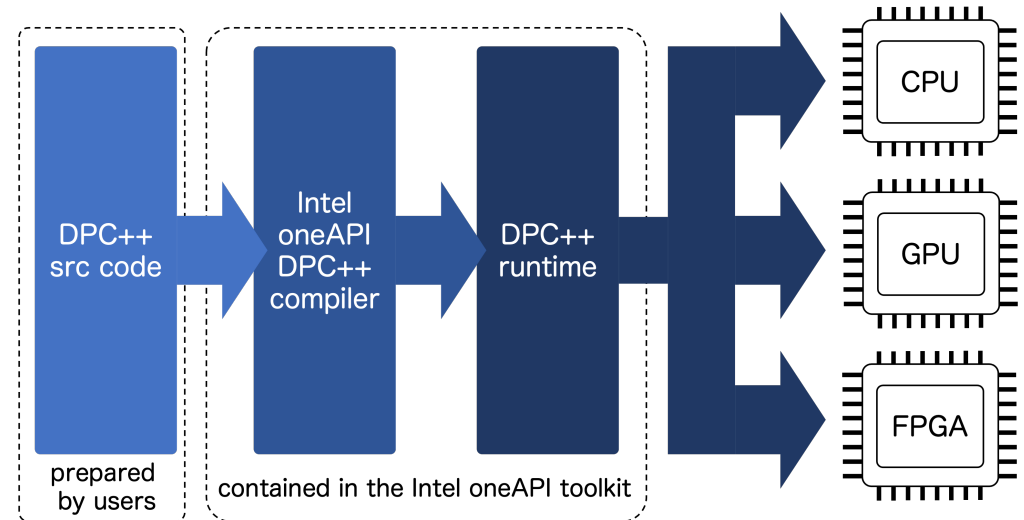 DPC++
src code
prepared
by users
Intel
oneAPI
DPC++
compiler
DPC++
runtime
contained in the Intel oneAPI toolkit
CPU
GPU
FPGA